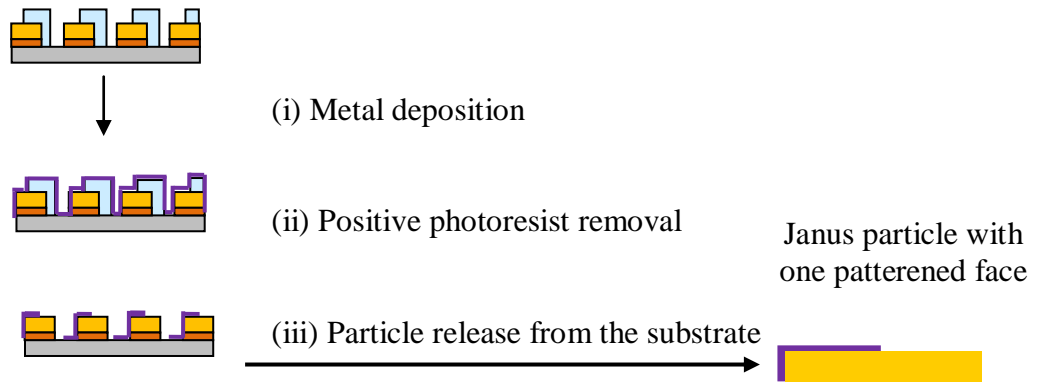 (i) Metal deposition
(ii) Positive photoresist removal
Janus particle with
one patterened face
(iii) Particle release from the substrate